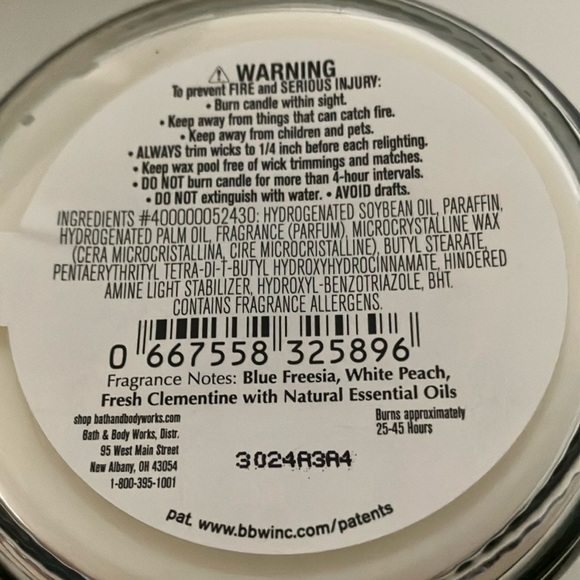 ⚠ WARNING
To prevent FIRE and SERIOUS INJURY:
• Burn candle within sight.
• Keep away from things that can catch fire.
• Keep away from children and pets.
• ALWAYS trim wicks to 1/4 inch before each relighting.
• Keep wax pool free of wick trimmings and matches.
• DO NOT burn candle for more than 4-hour intervals.
• DO NOT extinguish with water. • AVOID drafts.
INGREDIENTS #400000052430: HYDROGENATED SOYBEAN OIL, PARAFFIN,
HYDROGENATED PALM OIL, FRAGRANCE (PARFUM), MICROCRYSTALLINE WAX
(CERA MICROCRISTALLINA, CIRE MICROCRISTALLINE), BUTYL STEARATE,
PENTAERYTHRITYL TETRA-DI-T-BUTYL HYDROXYHYDROCINNAMATE, HINDERED
AMINE LIGHT STABILIZER, HYDROXYL-BENZOTRIAZOLE, BHT.
CONTAINS FRAGRANCE ALLERGENS.
0 667558 325896
Fragrance Notes: Blue Freesia, White Peach,
Fresh Clementine with Natural Essential Oils
shop bathandbodyworks.com
Bath & Body Works, Distr.
95 West Main Street
New Albany, OH 43054
1-800-395-1001
Burns approximately
25-45 Hours
3024A3A4
pat. www.bbwinc.com/patents